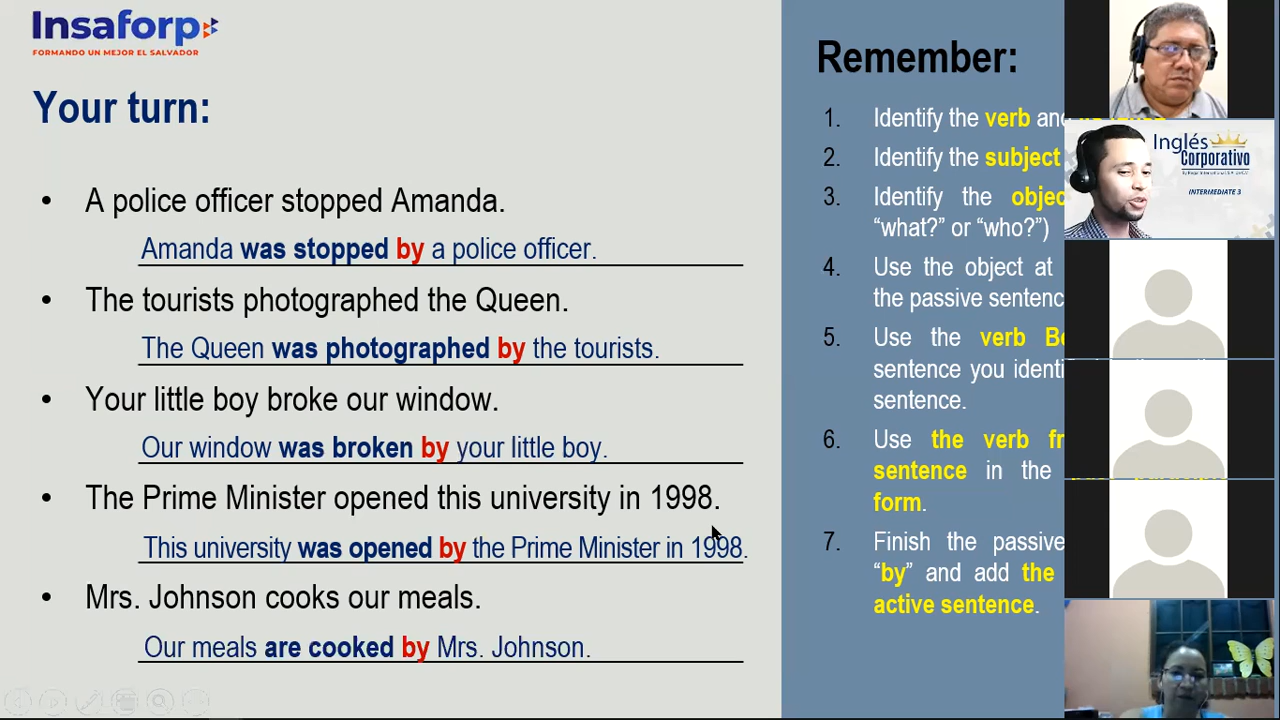 Insaforp
FORMANDO UN MEJOR EL SALVADOR
Your turn:
• A police officer stopped Amanda.
Amanda was stopped by a police officer.
• The tourists photographed the Queen.
The Queen was photographed by the tourists.
• Your little boy broke our window.
Our window was broken by your little boy.
• The Prime Minister opened this university in 1998.
This university was opened by the Prime Minister in 1998.
• Mrs. Johnson cooks our meals.
Our meals are cooked by Mrs. Johnson.
Remember:
1. Identify the verb and
2. Identify the subject
3. Identify the
“what?” or “who?”)
4. Use the object at
the passive
5. Use the verb
sentence you
sentence.
6. Use the verb
sentence in the
form.
7. Finish the passive
“by” and add the
active sentence.
Inglés
Corporativo
INTERMEDIATE 3